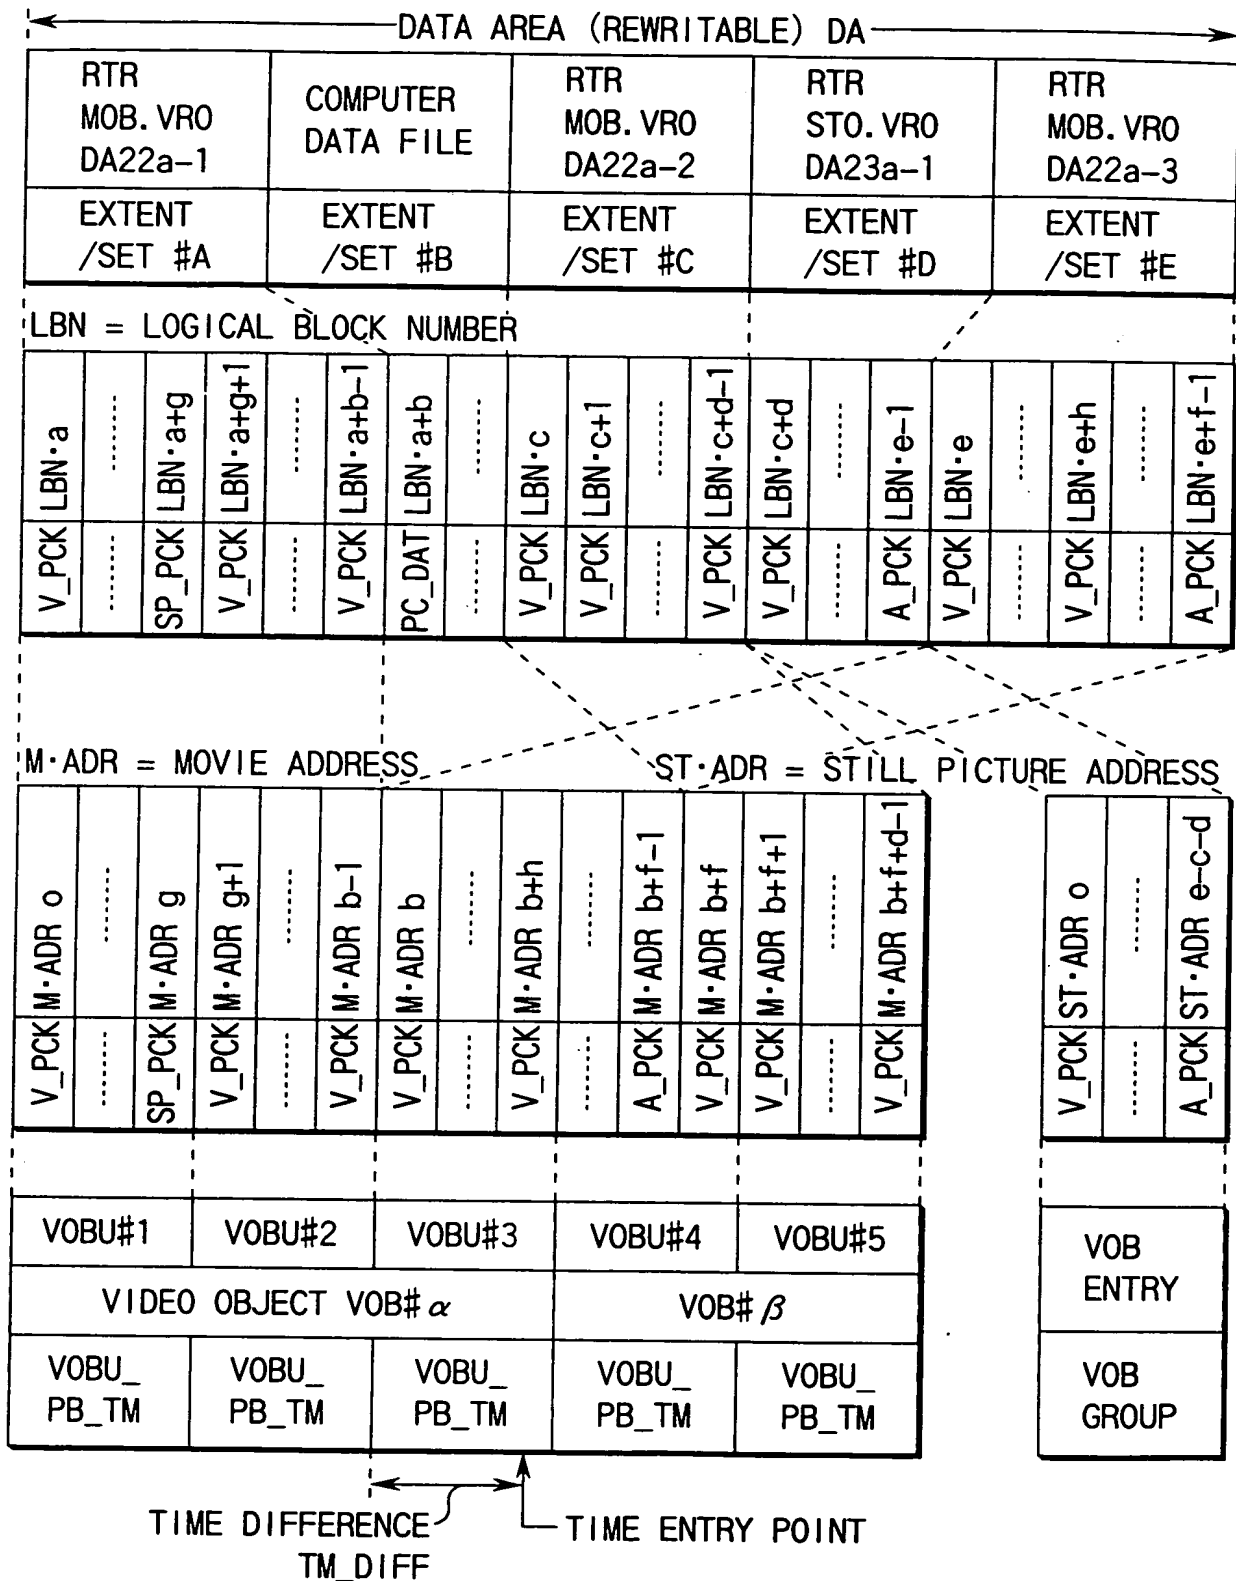 DATA AREA (REWRITABLE) DA
RTR
MOB.VRO
DA22a-1
COMPUTER
DATA FILE
RTR
MOB.VRO
DA22a-2
RTR
STO.VRO
DA23a-1
RTR
MOB.VRO
DA22a-3
EXTENT
/SET #A
EXTENT
/SET #B
EXTENT
/SET #C
EXTENT
/SET #D
EXTENT
/SET #E
LBN = LOGICAL BLOCK NUMBER
LBN·a
LBN·a+g
LBN·a+g+1
LBN·a+b-1
LBN·a+b
LBN·c
LBN·c+1
LBN·c+d-1
LBN·c+d
LBN·e-1
LBN·e
LBN·e+h
LBN·e+f-1
V_PCK
SP_PCK
V_PCK
V_PCK
PC_DAT
V_PCK
V_PCK
V_PCK
V_PCK
A_PCK
V_PCK
V_PCK
A_PCK
M·ADR = MOVIE ADDRESS
ST·ADR = STILL PICTURE ADDRESS
M·ADR o
M·ADR g
M·ADR g+1
M·ADR b-1
M·ADR b
M·ADR b+h
M·ADR b+f-1
M·ADR b+f
M·ADR b+f+1
M·ADR b+f+d-1
ST·ADR o
ST·ADR e-c-d
V_PCK
SP_PCK
V_PCK
V_PCK
V_PCK
V_PCK
A_PCK
V_PCK
V_PCK
V_PCK
V_PCK
A_PCK
VOBU#1
VOBU#2
VOBU#3
VOBU#4
VOBU#5
VIDEO OBJECT VOB#α
VOB#β
VOBU_
PB_TM
VOBU_
PB_TM
VOBU_
PB_TM
VOBU_
PB_TM
VOBU_
PB_TM
VOB
ENTRY
VOB
GROUP
TIME DIFFERENCE
TM_DIFF
TIME ENTRY POINT